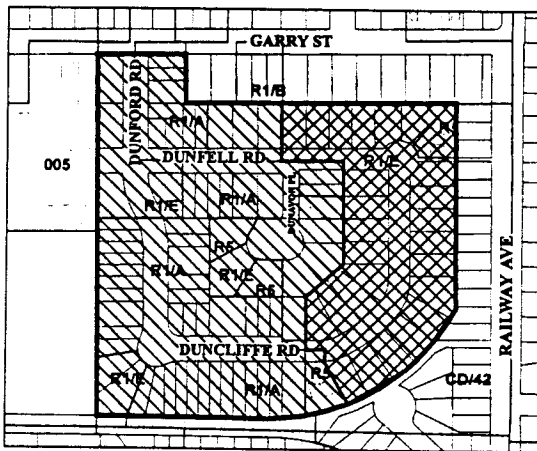 GARRY ST
DUNFORD RD
R1/B
R1/A
DUNFELL RD
R1/E
005
R1/E
R1/A
DUNAVON PL
R5
R1/A
R1/E
R5
RAILWAY AVE
DUNCLIFFE RD
R1/E
R1/A
R5
CD/42